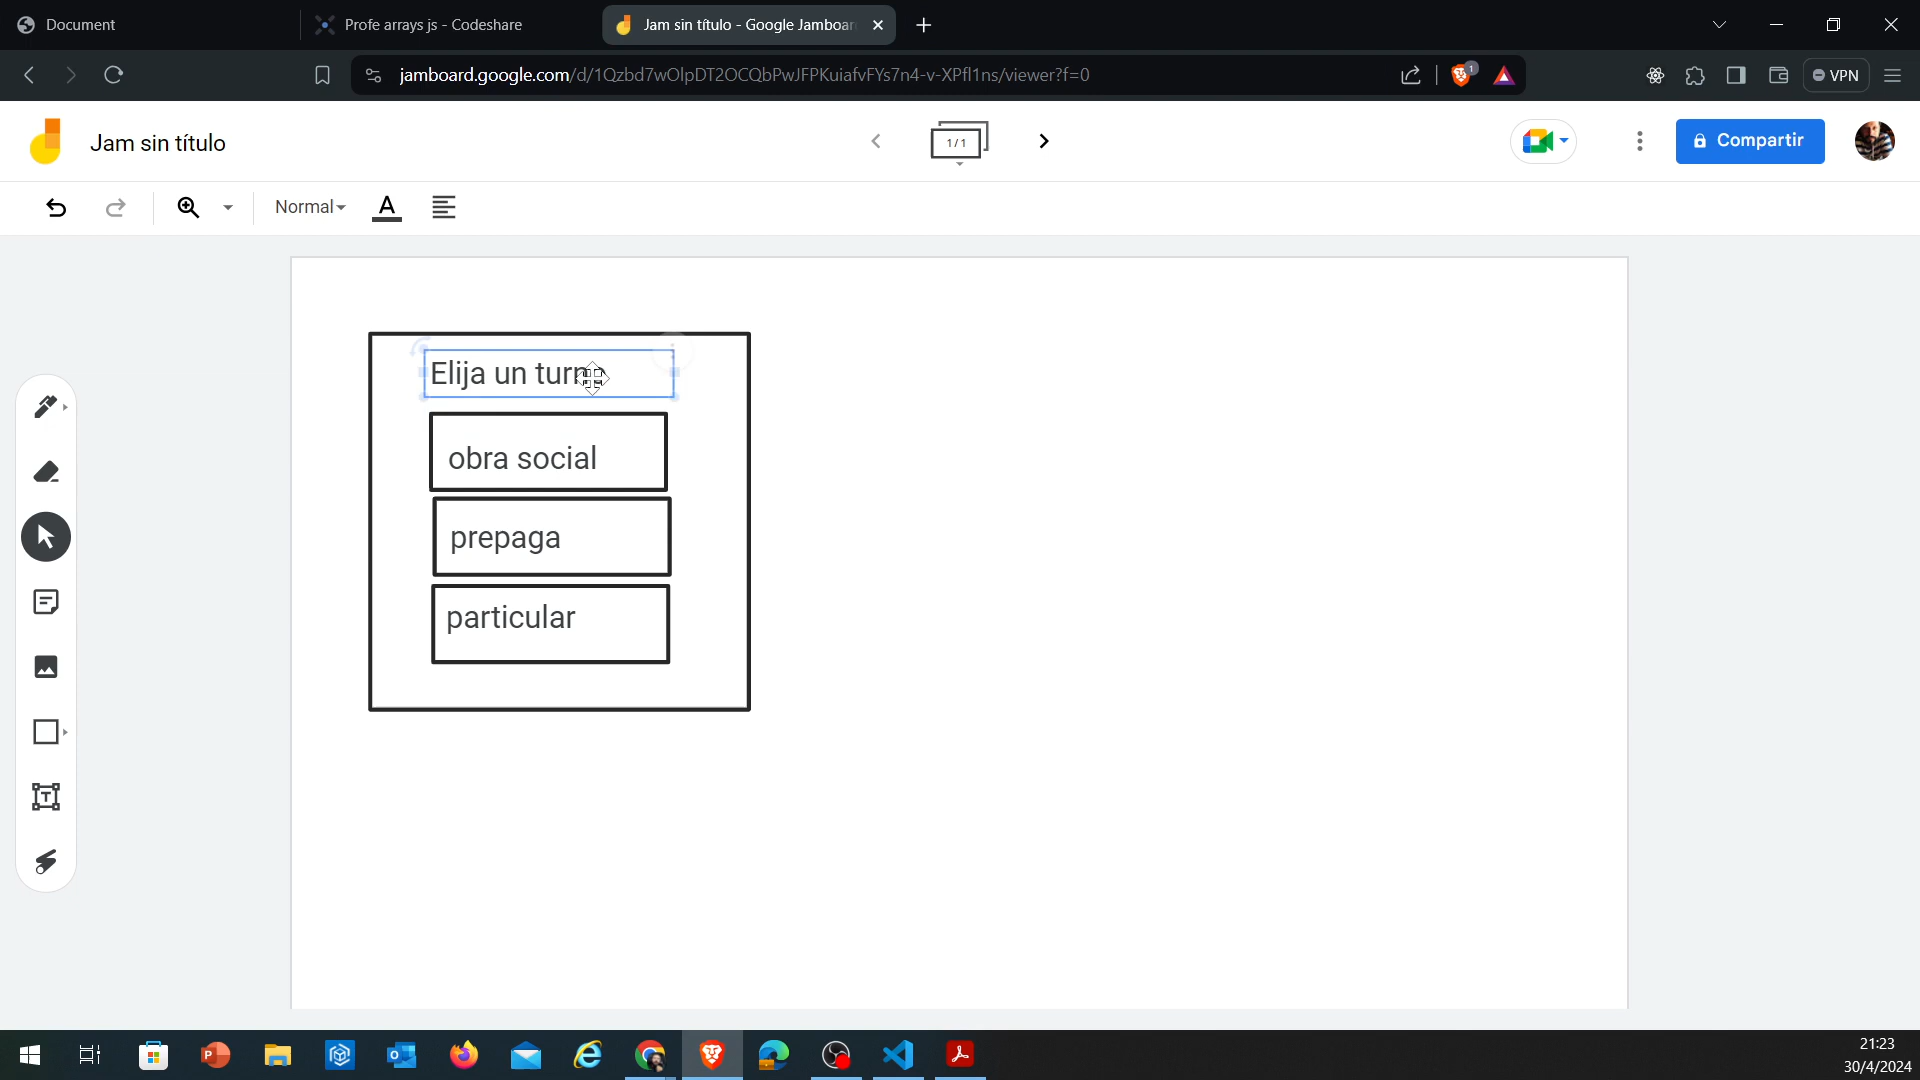 Document
Profe arrays js - Codeshare
Jam sin título - Google Jamboar
jamboard.google.com/d/1Qzbd7wOlpDT2OCQbPwJFPKuiafvFYs7n4-v-XPfl1ns/viewer?f=0
1
VPN
Jam sin título
1/1
Compartir
Normal
A
Elija un turno
obra social
prepaga
particular
21:23
30/4/2024